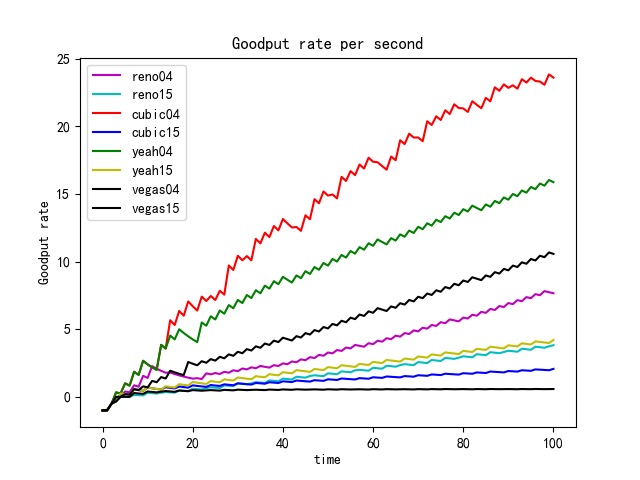 Goodput rate per second
25
20
15
10
5
0
Goodput rate
reno04
reno15
cubic04
cubic15
yeah04
yeah15
vegas04
vegas15
0 20 40 60 80 100
time